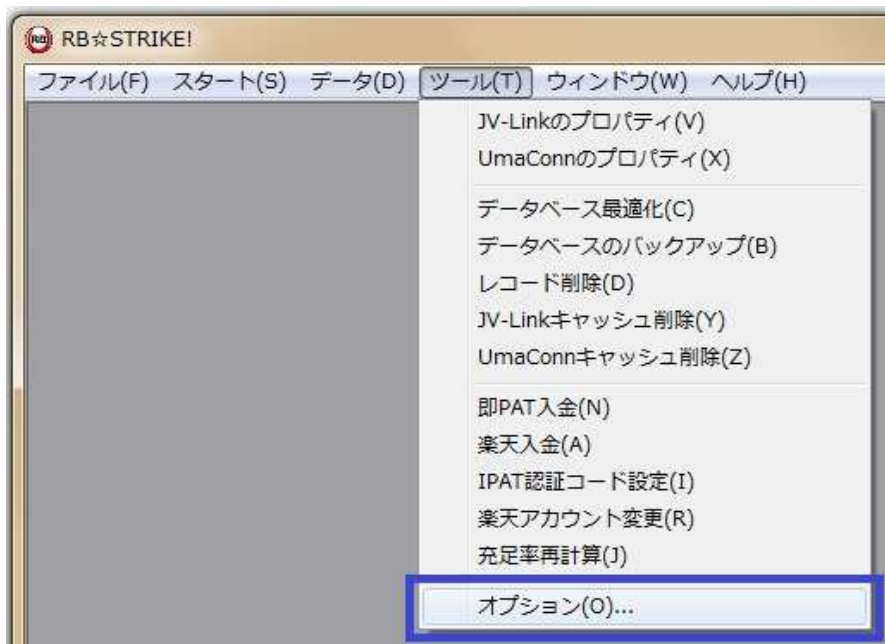 RB RB☆STRIKE!
ファイル(F) スタート(S) データ(D) ツール(T) ウィンドウ(W) ヘルプ(H)
JV-Linkのプロパティ(V)
UmaConnのプロパティ(X)
データベース最適化(C)
データベースのバックアップ(B)
レコード削除(D)
JV-Linkキャッシュ削除(Y)
UmaConnキャッシュ削除(Z)
即PAT入金(N)
楽天入金(A)
IPAT認証コード設定(I)
楽天アカウント変更(R)
充足率再計算(J)
オプション(O)...